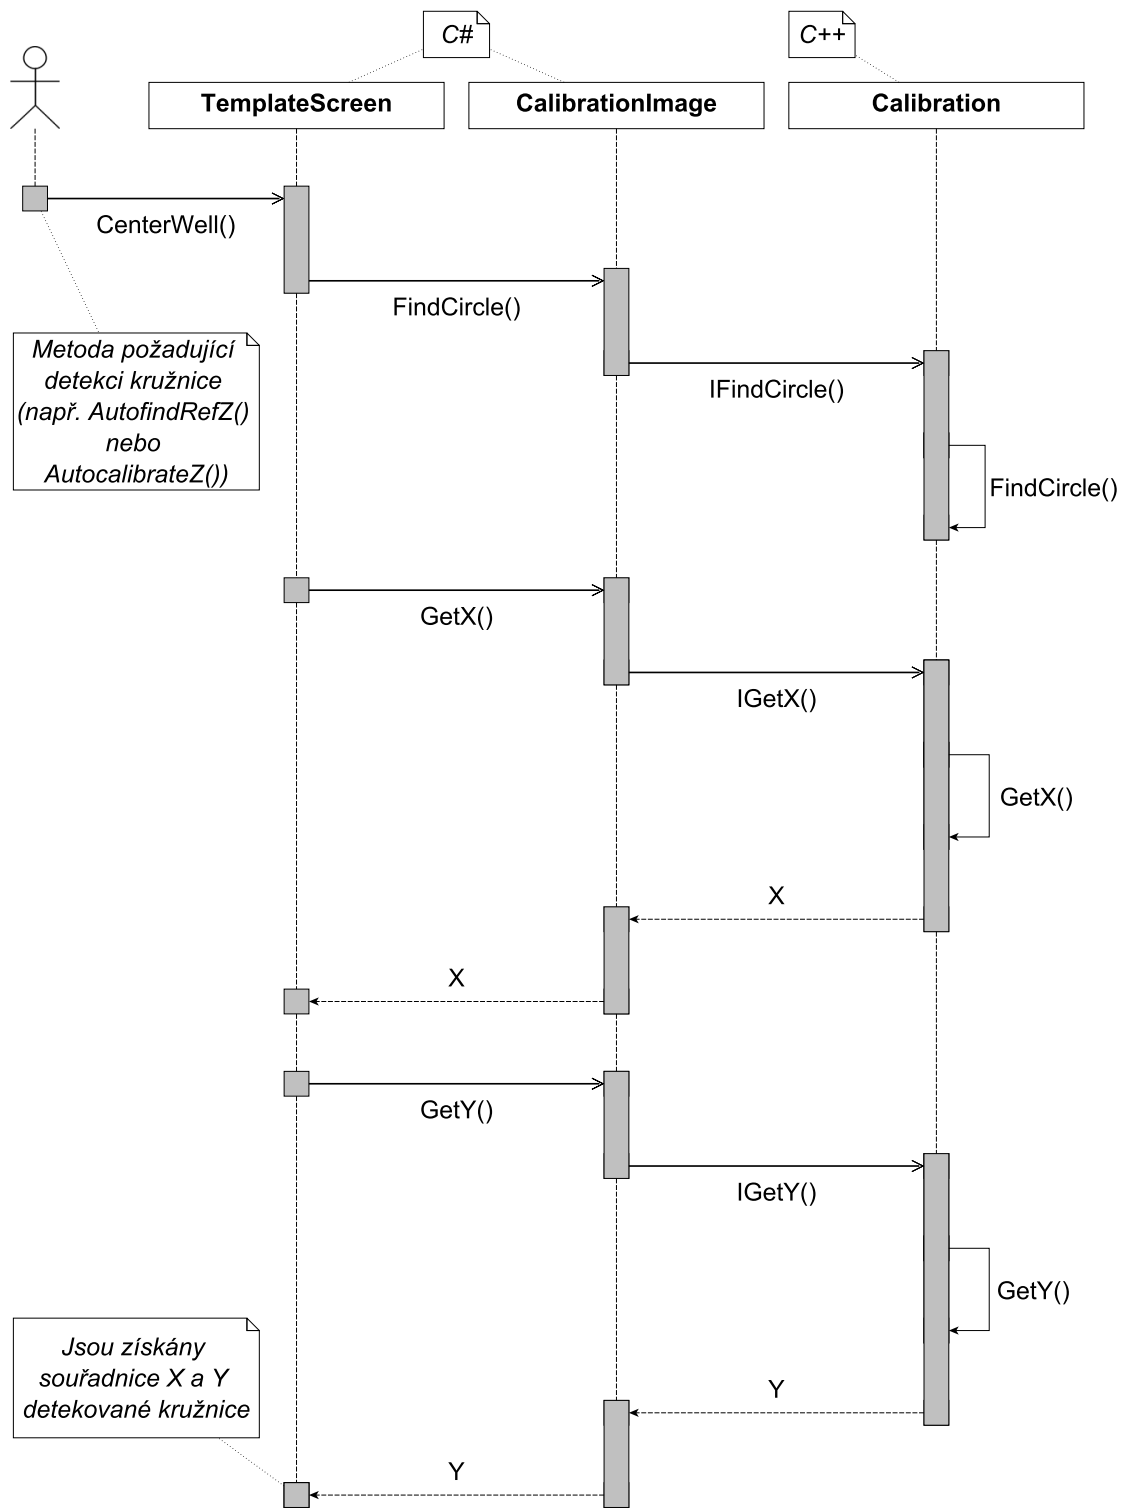 C#
C++
TemplateScreen
CalibrationImage
Calibration
CenterWell()
FindCircle()
Metoda požadující
detekci kružnice
(např. AutofindRefZ()
nebo
AutocalibrateZ())
IFindCircle()
FindCircle()
GetX()
IGetX()
GetX()
X
X
GetY()
IGetY()
GetY()
Jsou získány
souřadnice X a Y
detekované kružnice
Y
Y